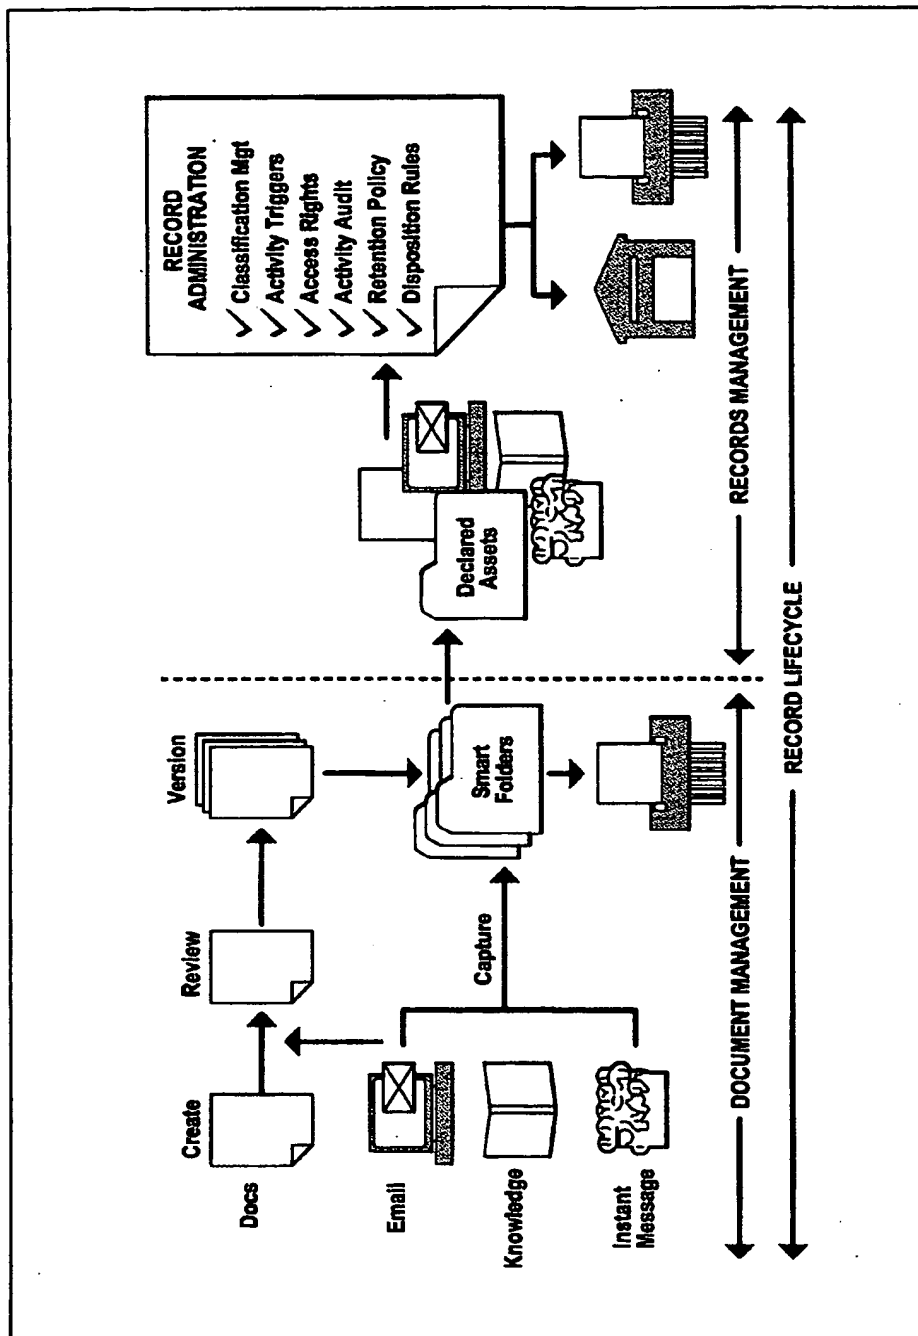 Create
Review
Version
Docs
Email
Knowledge
Instant
Message
Capture
Smart
Folders
Declared
Assets
RECORD
ADMINISTRATION
✓ Classification Mgt
✓ Activity Triggers
✓ Access Rights
✓ Activity Audit
✓ Retention Policy
✓ Disposition Rules
DOCUMENT MANAGEMENT
RECORDS MANAGEMENT
RECORD LIFECYCLE